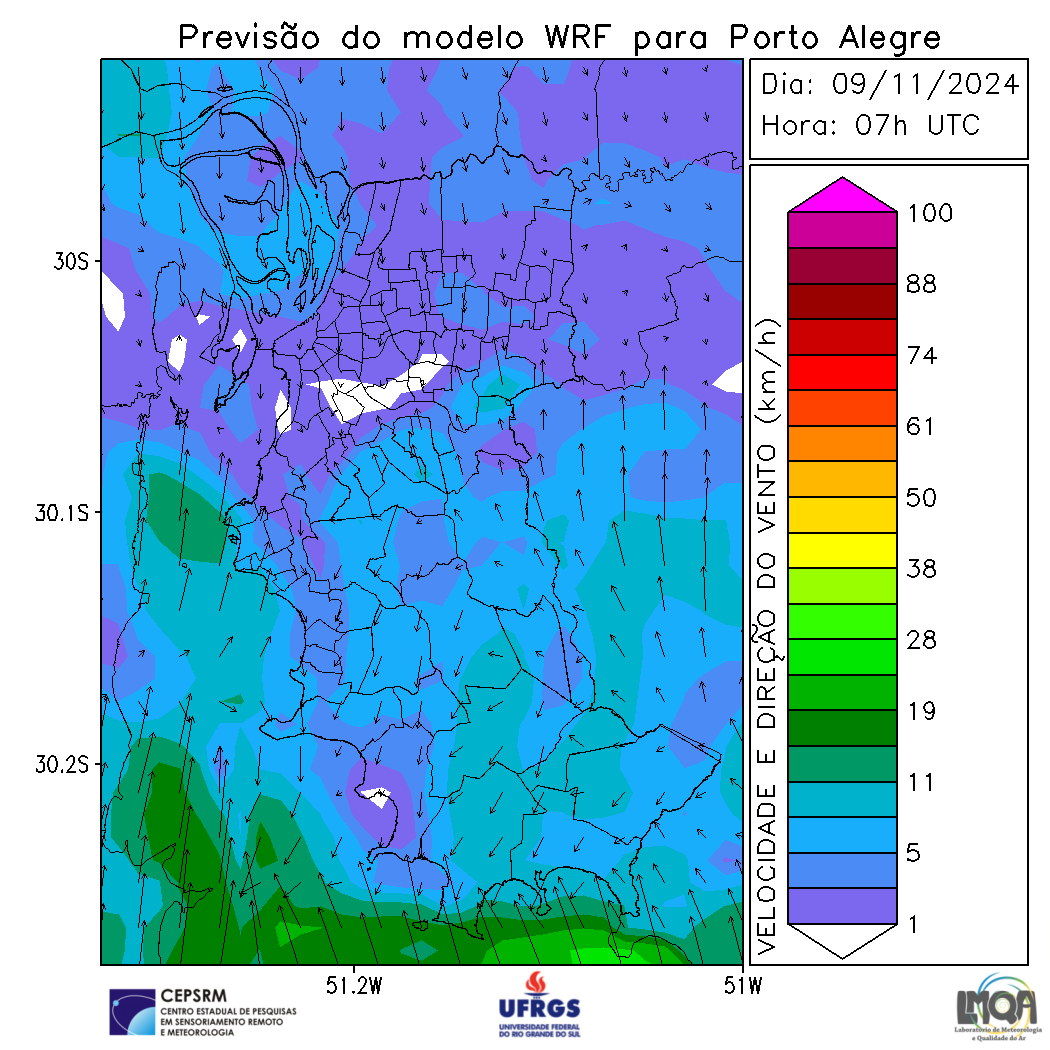 Previsão do modelo WRF para Porto Alegre
Dia: 09/11/2024
Hora: 07h UTC
30S
30.1S
30.2S
51.2W
51W
VELOCIDADE E DIREÇÃO DO VENTO (km/h)
100
88
74
61
50
38
28
19
11
5
1
CEPSRM
CENTRO ESTADUAL DE PESQUISAS
EM SENSORIAMENTO REMOTO
E METEOROLOGIA
UFRGS
UNIVERSIDADE FEDERAL
DO RIO GRANDE DO SUL
LMQA
Laboratório de Meteorologia
e Qualidade do Ar